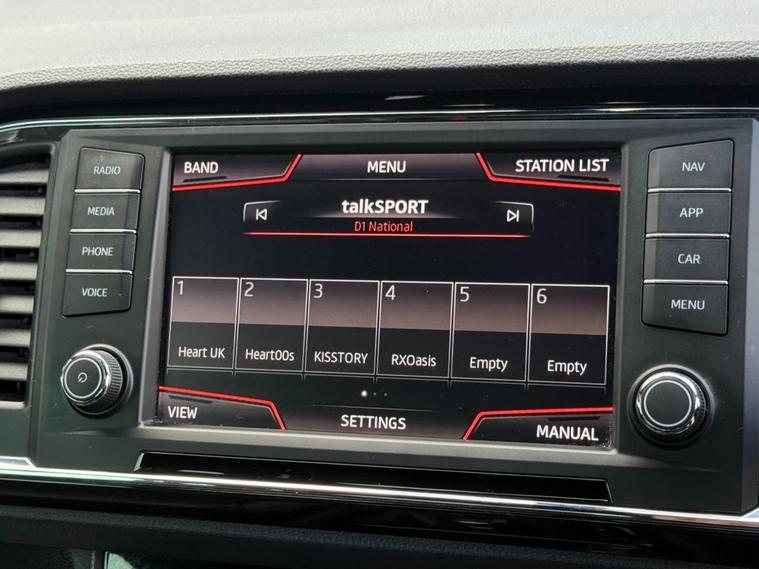 RADIO
MEDIA
PHONE
VOICE
BAND
MENU
STATION LIST
talkSPORT
D1 National
1 2 3 4 5 6
Heart UK Heart00s KISSTORY RXOasis Empty Empty
VIEW
SETTINGS
MANUAL
NAV
APP
CAR
MENU